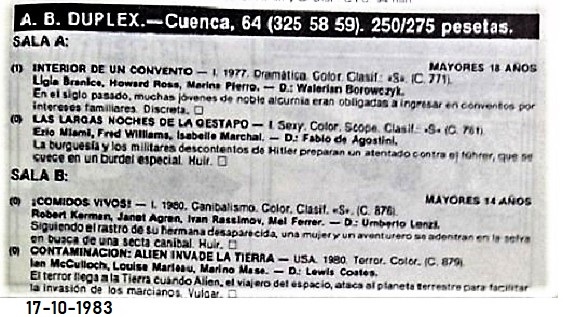 A. B. DUPLEX.—Cuenca, 64 (325 58 59). 250/275 pesetas.
SALA A:
MAYORES 18 AÑOS
(1) INTERIOR DE UN CONVENTO — I. 1977. Dramática. Color. Clasif.: «S». (C. 771).
Ligia Branice, Howard Ross, Marina Pierro. — D.: Walerian Borowczyk.
En el siglo pasado, muchas jóvenes de noble alcurnia eran obligadas a ingresar en conventos por
intereses familiares. Discreta. □
(0) LAS LARGAS NOCHES DE LA GESTAPO — I. Sexy. Color. Scope. Clasif.: «S» (C. 761).
Ezio Miami, Fred Williams, Isabelle Marchal. — D.: Fabio de Agostini.
La burguesía y los militares descontentos de Hitler preparan un atentado contra el führer, que se
cuece en un burdel especial. Huir. □
SALA B:
MAYORES 14 AÑOS
(0) ¡COMIDOS VIVOS! — I. 1980. Canibalismo. Color. Clasif. «S». (C. 876).
Robert Kerman, Janet Agren, Ivan Rassimov, Mel Ferrer. — D.: Umberto Lenzi.
Siguiendo el rastro de su hermana desaparecida, una mujer y un aventurero se adentran en la selva
en busca de una secta caníbal. Huir. □
(0) CONTAMINACION: ALIEN INVADE LA TIERRA — USA. 1980. Terror. Color. (C. 879).
Ian McCulloch, Louise Marleau, Marino Mase. — D.: Lewis Coates.
El terror llega a la Tierra cuando Alien, el viajero del espacio, ataca al planeta terrestre para facilitar
la invasión de los marcianos. Vulgar. □
17-10-1983